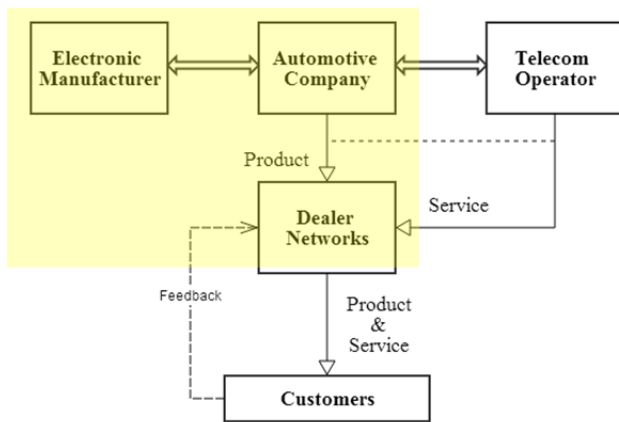 Electronic
Manufacturer
Automotive
Company
Telecom
Operator
Product
Dealer
Networks
Service
Feedback
Product
&
Service
Customers